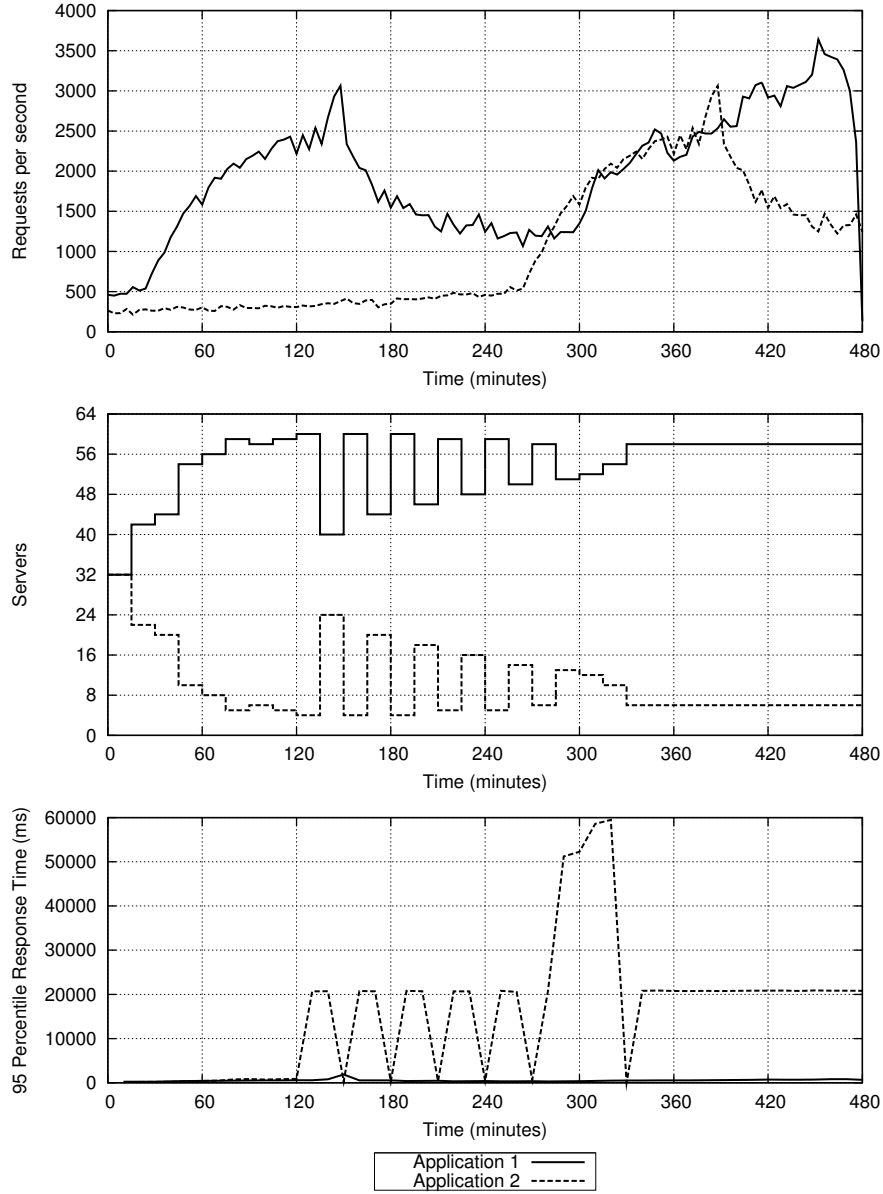 4000
3500
3000
2500
2000
1500
1000
500
0
Requests per second
0 60 120 180 240 300 360 420 480
Time (minutes)
64
56
48
40
32
24
16
8
0
Servers
0 60 120 180 240 300 360 420 480
Time (minutes)
60000
50000
40000
30000
20000
10000
0
95 Percentile Response Time (ms)
0 60 120 180 240 300 360 420 480
Time (minutes)
Application 1
Application 2